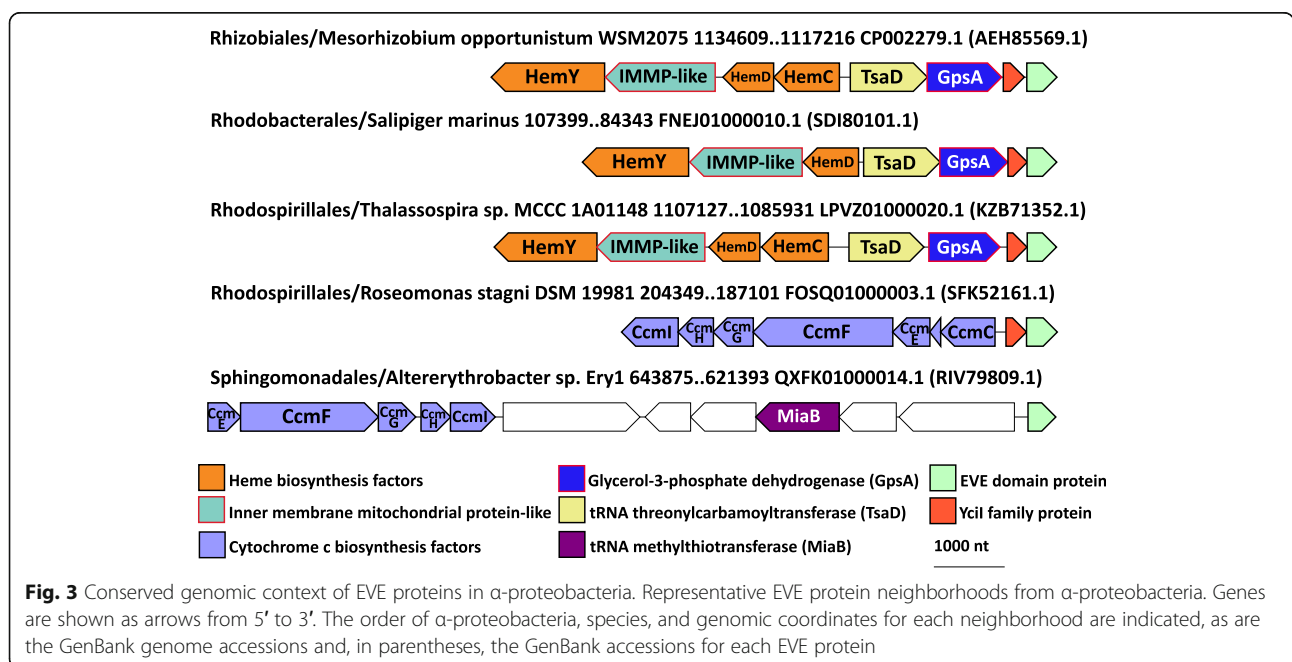 Rhizobiales/Mesorhizobium opportunistum WSM2075 1134609..1117216 CP002279.1 (AEH85569.1)
HemY IMMP-like HemD HemC TsaD GpsA
Rhodobacterales/Salipiger marinus 107399..84343 FNEJ01000010.1 (SDI80101.1)
HemY IMMP-like HemD TsaD GpsA
Rhodospirillales/Thalassospira sp. MCCC 1A01148 1107127..1085931 LPVZ01000020.1 (KZB71352.1)
HemY IMMP-like HemD HemC TsaD GpsA
Rhodospirillales/Roseomonas stagni DSM 19981 204349..187101 FOSQ01000003.1 (SFK52161.1)
CcmI CcmH CcmG CcmF CcmE CcmC
Sphingomonadales/Altererythrobacter sp. Ery1 643875..621393 QXFK01000014.1 (RIV79809.1)
CcmE CcmF CcmG CcmH CcmI MiaB
Heme biosynthesis factors
Inner membrane mitochondrial protein-like
Cytochrome c biosynthesis factors
Glycerol-3-phosphate dehydrogenase (GpsA)
tRNA threonylcarbamoyltransferase (TsaD)
tRNA methylthiotransferase (MiaB)
EVE domain protein
YciI family protein
1000 nt
Fig. 3 Conserved genomic context of EVE proteins in α-proteobacteria. Representative EVE protein neighborhoods from α-proteobacteria. Genes
are shown as arrows from 5′ to 3′. The order of α-proteobacteria, species, and genomic coordinates for each neighborhood are indicated, as are
the GenBank genome accessions and, in parentheses, the GenBank accessions for each EVE protein